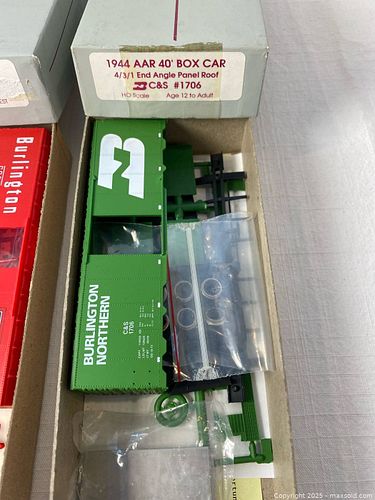 1944 AAR 40' BOX CAR
4/3/1 End Angle Panel Roof
C&S #1706
HO Scale Age 12 to Adult
Burlington
BURLINGTON
NORTHERN
C&S
1706
Photo © 2025 - maxsold.com